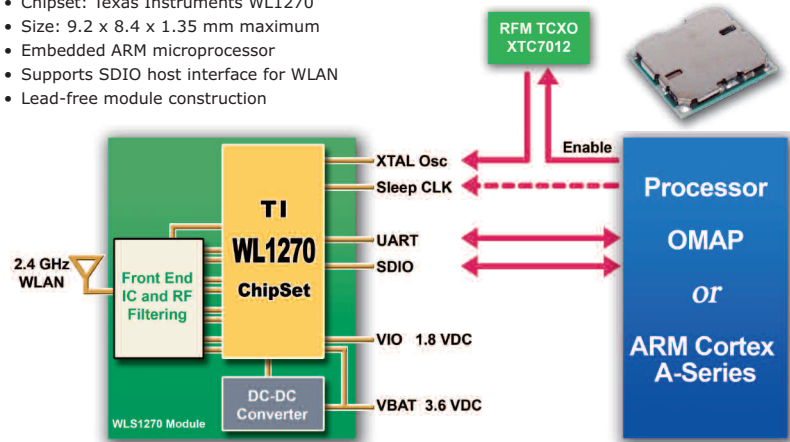 • Chipset: Texas Instruments WL1270
• Size: 9.2 x 8.4 x 1.35 mm maximum
• Embedded ARM microprocessor
• Supports SDIO host interface for WLAN
• Lead-free module construction
RFM TCXO
XTC7012
Enable
XTAL Osc
Sleep CLK
UART
SDIO
VIO 1.8 VDC
VBAT 3.6 VDC
TI
WL1270
ChipSet
2.4 GHz
WLAN
Front End
IC and RF
Filtering
DC-DC
Converter
WLS1270 Module
Processor
OMAP
or
ARM Cortex
A-Series